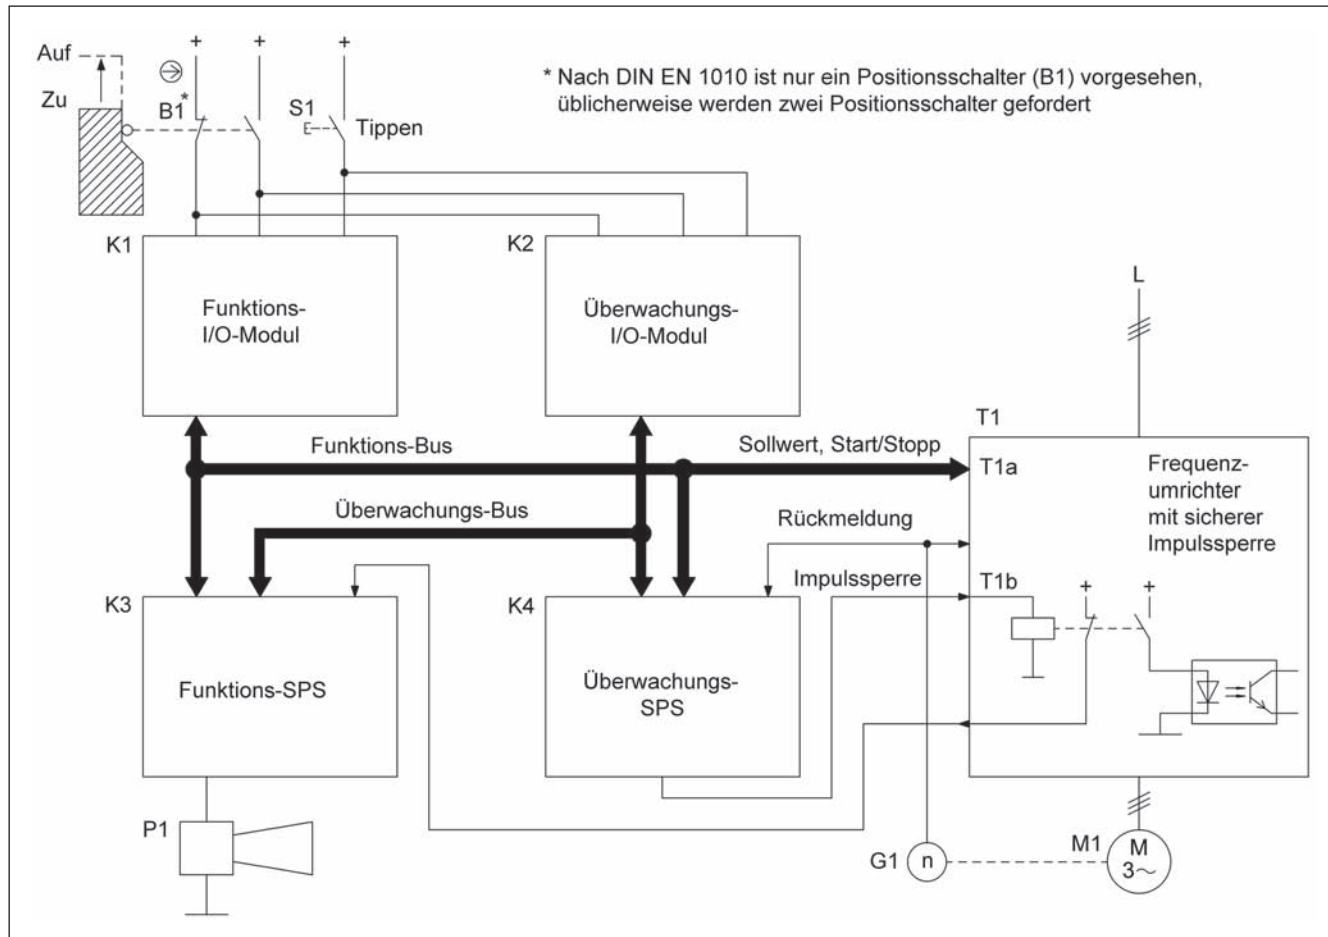 + + +
Auf
* Nach DIN EN 1010 ist nur ein Positionsschalter (B1) vorgesehen,
üblicherweise werden zwei Positionsschalter gefordert
Zu
B1*
S1
Tippen
K1
K2
Funktions-
I/O-Modul
Überwachungs-
I/O-Modul
L
T1
Funktions-Bus
Sollwert, Start/Stopp
T1a
Frequenz-
umrichter
mit sicherer
Impulssperre
Überwachungs-Bus
Rückmeldung
Impulssperre
T1b
+ +
K3
K4
Funktions-SPS
Überwachungs-
SPS
P1
G1
n
M1
M
3~